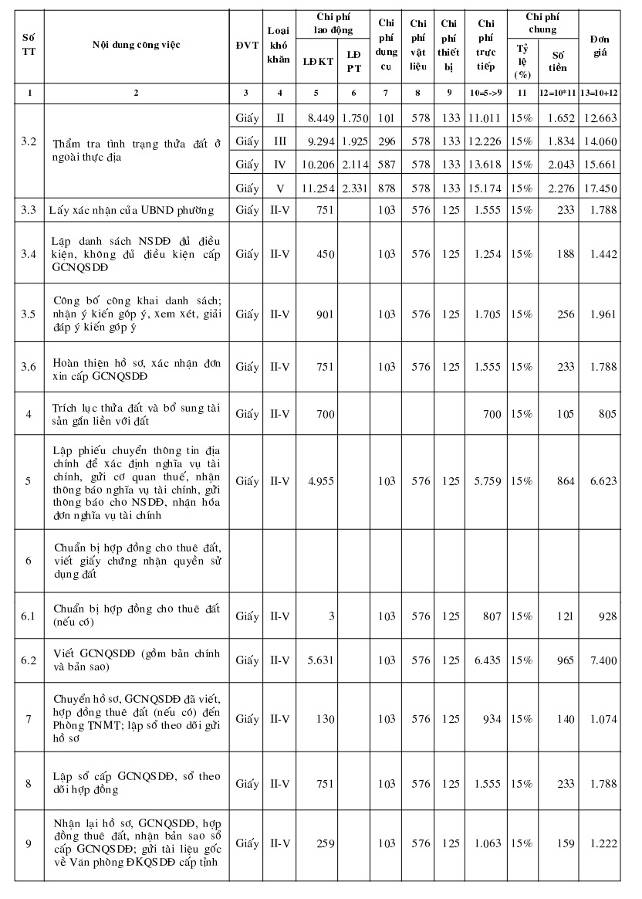 Số TT | Nội dung công việc | ĐVT | Loại khó khăn | Chi phí lao động | Chi phí dụng cụ | Chi phí vật liệu | Chi phí thiết bị | Chi phí trực tiếp | Chi phí chung | Đơn giá
LĐKT | LĐ PT | Tỷ lệ (%) | Số tiền
1 | 2 | 3 | 4 | 5 | 6 | 7 | 8 | 9 | 10=5->9 | 11 | 12=10*11 | 13=10+12
3.2 | Thẩm tra tình trạng thửa đất ở ngoài thực địa
Giấy | II | 8.449 | 1.750 | 101 | 578 | 133 | 11.011 | 15% | 1.652 | 12.663
Giấy | III | 9.294 | 1.925 | 296 | 578 | 133 | 12.226 | 15% | 1.834 | 14.060
Giấy | IV | 10.206 | 2.114 | 587 | 578 | 133 | 13.618 | 15% | 2.043 | 15.661
Giấy | V | 11.254 | 2.331 | 878 | 578 | 133 | 15.174 | 15% | 2.276 | 17.450
3.3 | Lấy xác nhận của UBND phường | Giấy | II-V | 751 | 103 | 576 | 125 | 1.555 | 15% | 233 | 1.788
Lập danh sách NSDĐ đủ điều
3.4 | kiện, không đủ điều kiện cấp | Giấy | II-V | 450 | 103 | 576 | 125 | 1.254 | 15% | 188 | 1.442
GCNQSDĐ
Công bố công khai danh sách;
3.5 | nhận ý kiến góp ý, xem xét, giải | Giấy | II-V | 901 | 103 | 576 | 125 | 1.705 | 15% | 256 | 1.961
đáp ý kiến góp ý
3.6 | Hoàn thiện hồ sơ, xác nhận đơn | Giấy | II-V | 751 | 103 | 576 | 125 | 1.555 | 15% | 233 | 1.788
xin cấp GCNQSDĐ
4 | Trích lục thửa đất và bổ sung tài | Giấy | II-V | 700 | 700 | 15% | 105 | 805
sản gắn liền với đất
Lập phiếu chuyển thông tin địa
chính để xác định nghĩa vụ tài
5 | chính, gửi cơ quan thuế, nhận | Giấy | II-V | 4.955 | 103 | 576 | 125 | 5.759 | 15% | 864 | 6.623
thông báo nghĩa vụ tài chính, gửi
thông báo cho NSDĐ, nhận hóa
đơn nghĩa vụ tài chính
Chuẩn bị hợp đồng cho thuê đất,
6 | viết giấy chứng nhận quyền sử
dụng đất
6.1 | Chuẩn bị hợp đồng cho thuê đất | Giấy | II-V | 3 | 103 | 576 | 125 | 807 | 15% | 121 | 928
(nếu có)
6.2 | Viết GCNQSDĐ (gồm bản chính | Giấy | II-V | 5.631 | 103 | 576 | 125 | 6.435 | 15% | 965 | 7.400
và bản sao)
Chuyển hồ sơ, GCNQSDĐ đã viết,
7 | hợp đồng thuê đất (nếu có) đến | Giấy | II-V | 130 | 103 | 576 | 125 | 934 | 15% | 140 | 1.074
Phòng TNMT; lập sổ theo dõi gửi
hồ sơ
8 | Lập sổ cấp GCNQSDĐ, sổ theo | Giấy | II-V | 751 | 103 | 576 | 125 | 1.555 | 15% | 233 | 1.788
dõi hợp đồng
Nhận lại hồ sơ, GCNQSDĐ, hợp
9 | đồng thuê đất, nhận bản sao sổ | Giấy | II-V | 259 | 103 | 576 | 125 | 1.063 | 15% | 159 | 1.222
cấp GCNQSDĐ; gửi tài liệu gốc
về Văn phòng ĐKQSDĐ cấp tỉnh